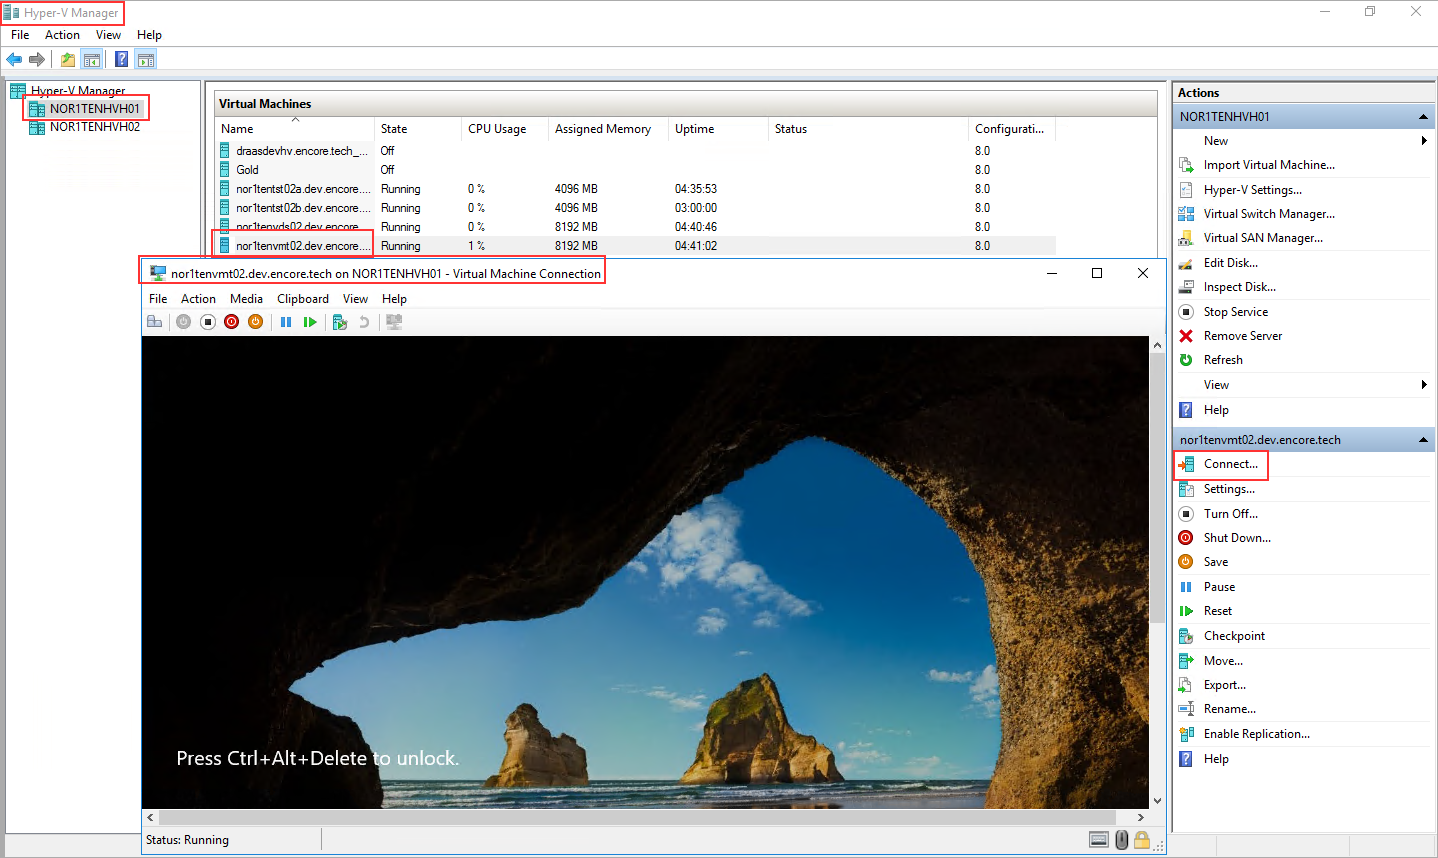 Hyper-V Manager
File Action View Help
Hyper-V Manager
NOR1TENHVH01
NOR1TENHVH02
Virtual Machines
Name State CPU Usage Assigned Memory Uptime Status Configurati...
draasdevhv.encore.tech_... Off 8.0
Gold Off 8.0
nor1tentst02a.dev.encore.... Running 0 % 4096 MB 04:35:53 8.0
nor1tentst02b.dev.encore.... Running 0 % 4096 MB 03:00:00 8.0
nor1tenvds02.dev.encore.... Running 0 % 8192 MB 04:40:46 8.0
nor1tenvmt02.dev.encore.... Running 1 % 8192 MB 04:41:02 8.0
nor1tenvmt02.dev.encore.tech on NOR1TENHVH01 - Virtual Machine Connection
File Action Media Clipboard View Help
Press Ctrl+Alt+Delete to unlock.
Status: Running
Actions
NOR1TENHVH01
New
Import Virtual Machine...
Hyper-V Settings...
Virtual Switch Manager...
Virtual SAN Manager...
Edit Disk...
Inspect Disk...
Stop Service
Remove Server
Refresh
View
Help
nor1tenvmt02.dev.encore.tech
Connect...
Settings...
Turn Off...
Shut Down...
Save
Pause
Reset
Checkpoint
Move...
Export...
Rename...
Enable Replication...
Help